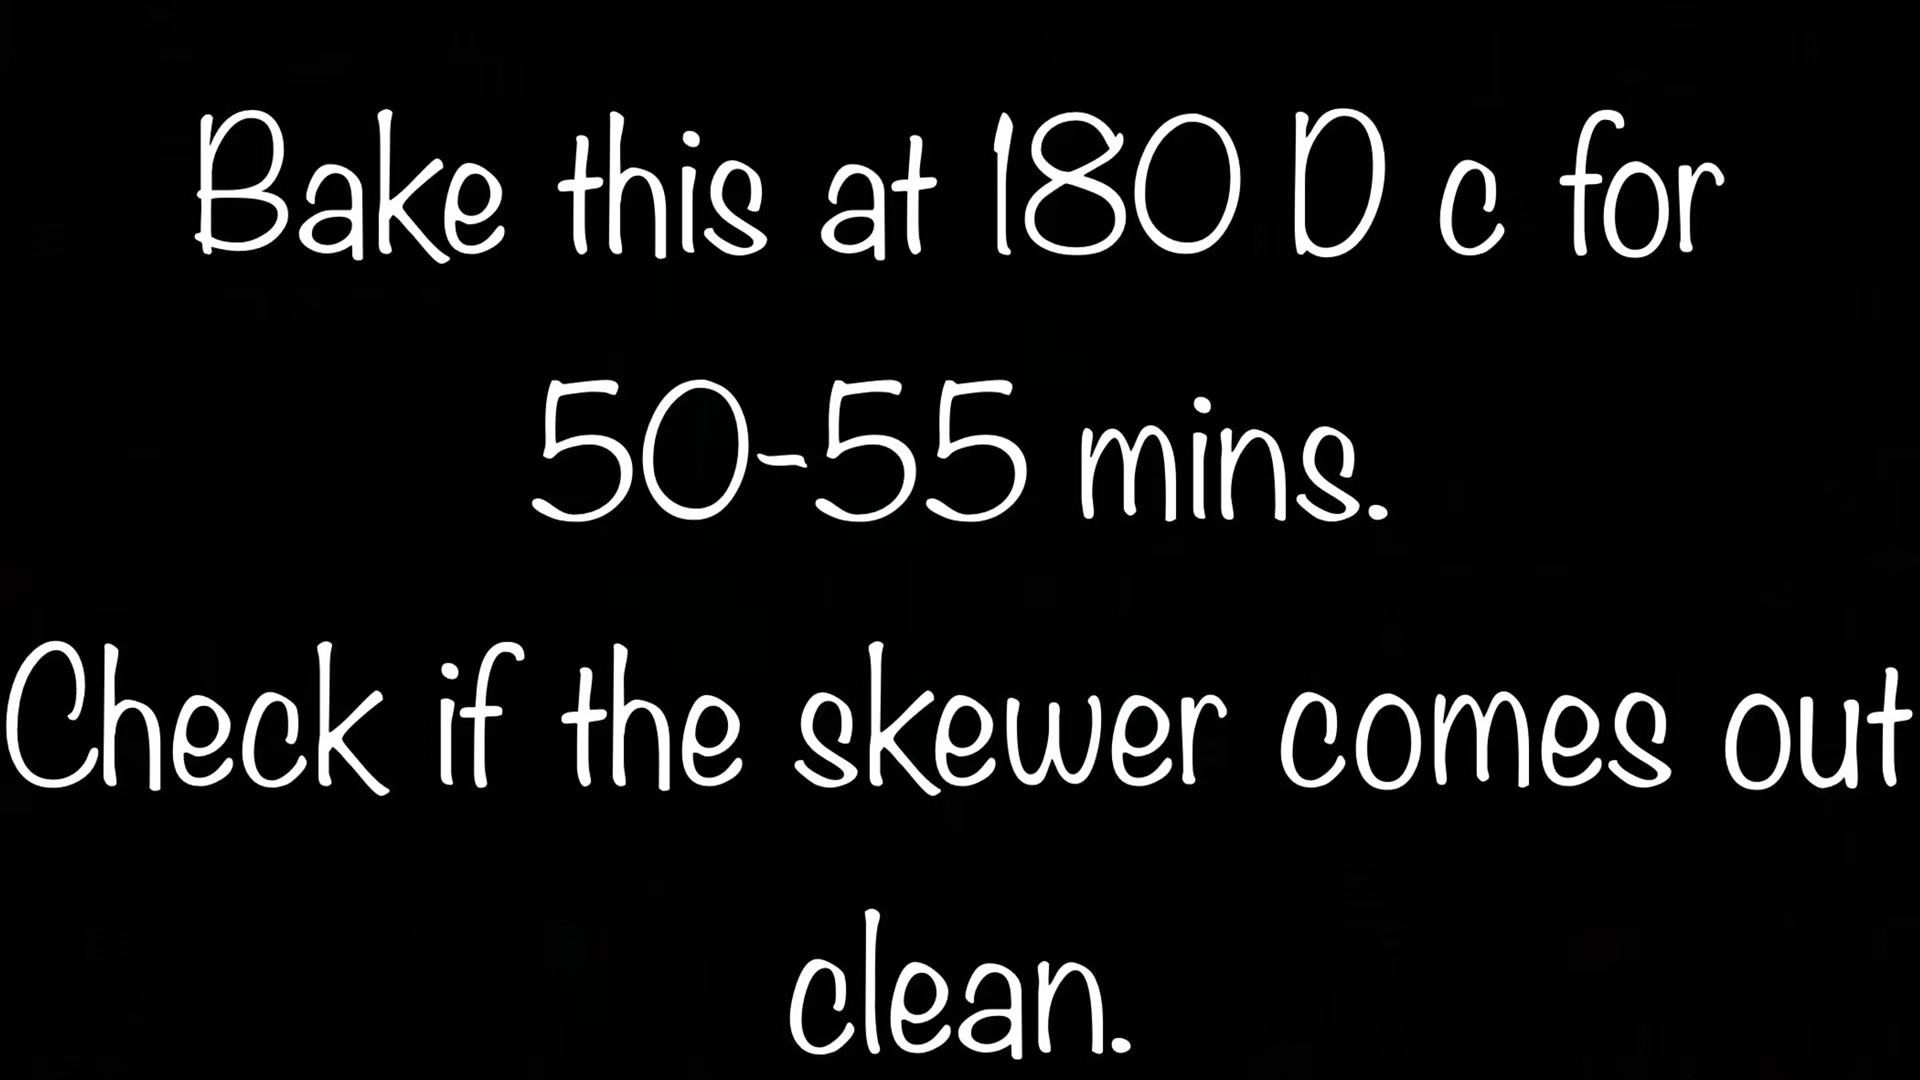 Bake this at 180 D c for
50-55 mins.
Check if the skewer comes out
clean.